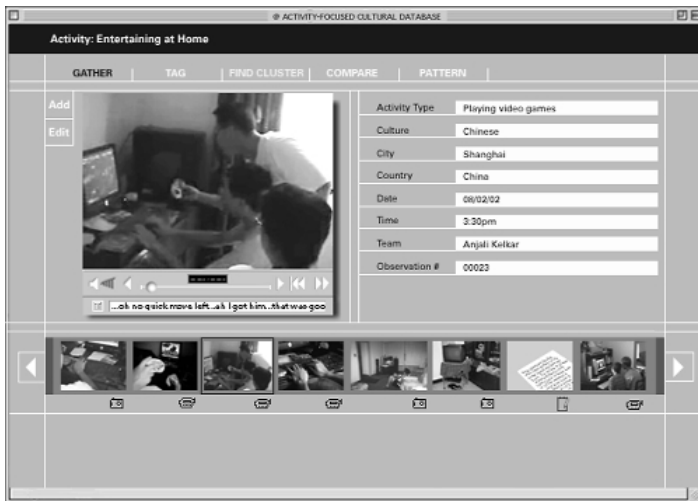 @ ACTIVITY-FOCUSED CULTURAL DATABASE
Activity: Entertaining at Home
GATHER | TAG | FIND CLUSTER | COMPARE | PATTERN |
Add
Edit
Activity Type Playing video games
Culture Chinese
City Shanghai
Country China
Date 08/02/02
Time 3:30pm
Team Anjali Kelkar
Observation # 00023
...oh no quick move left..ah I got him..that was goo